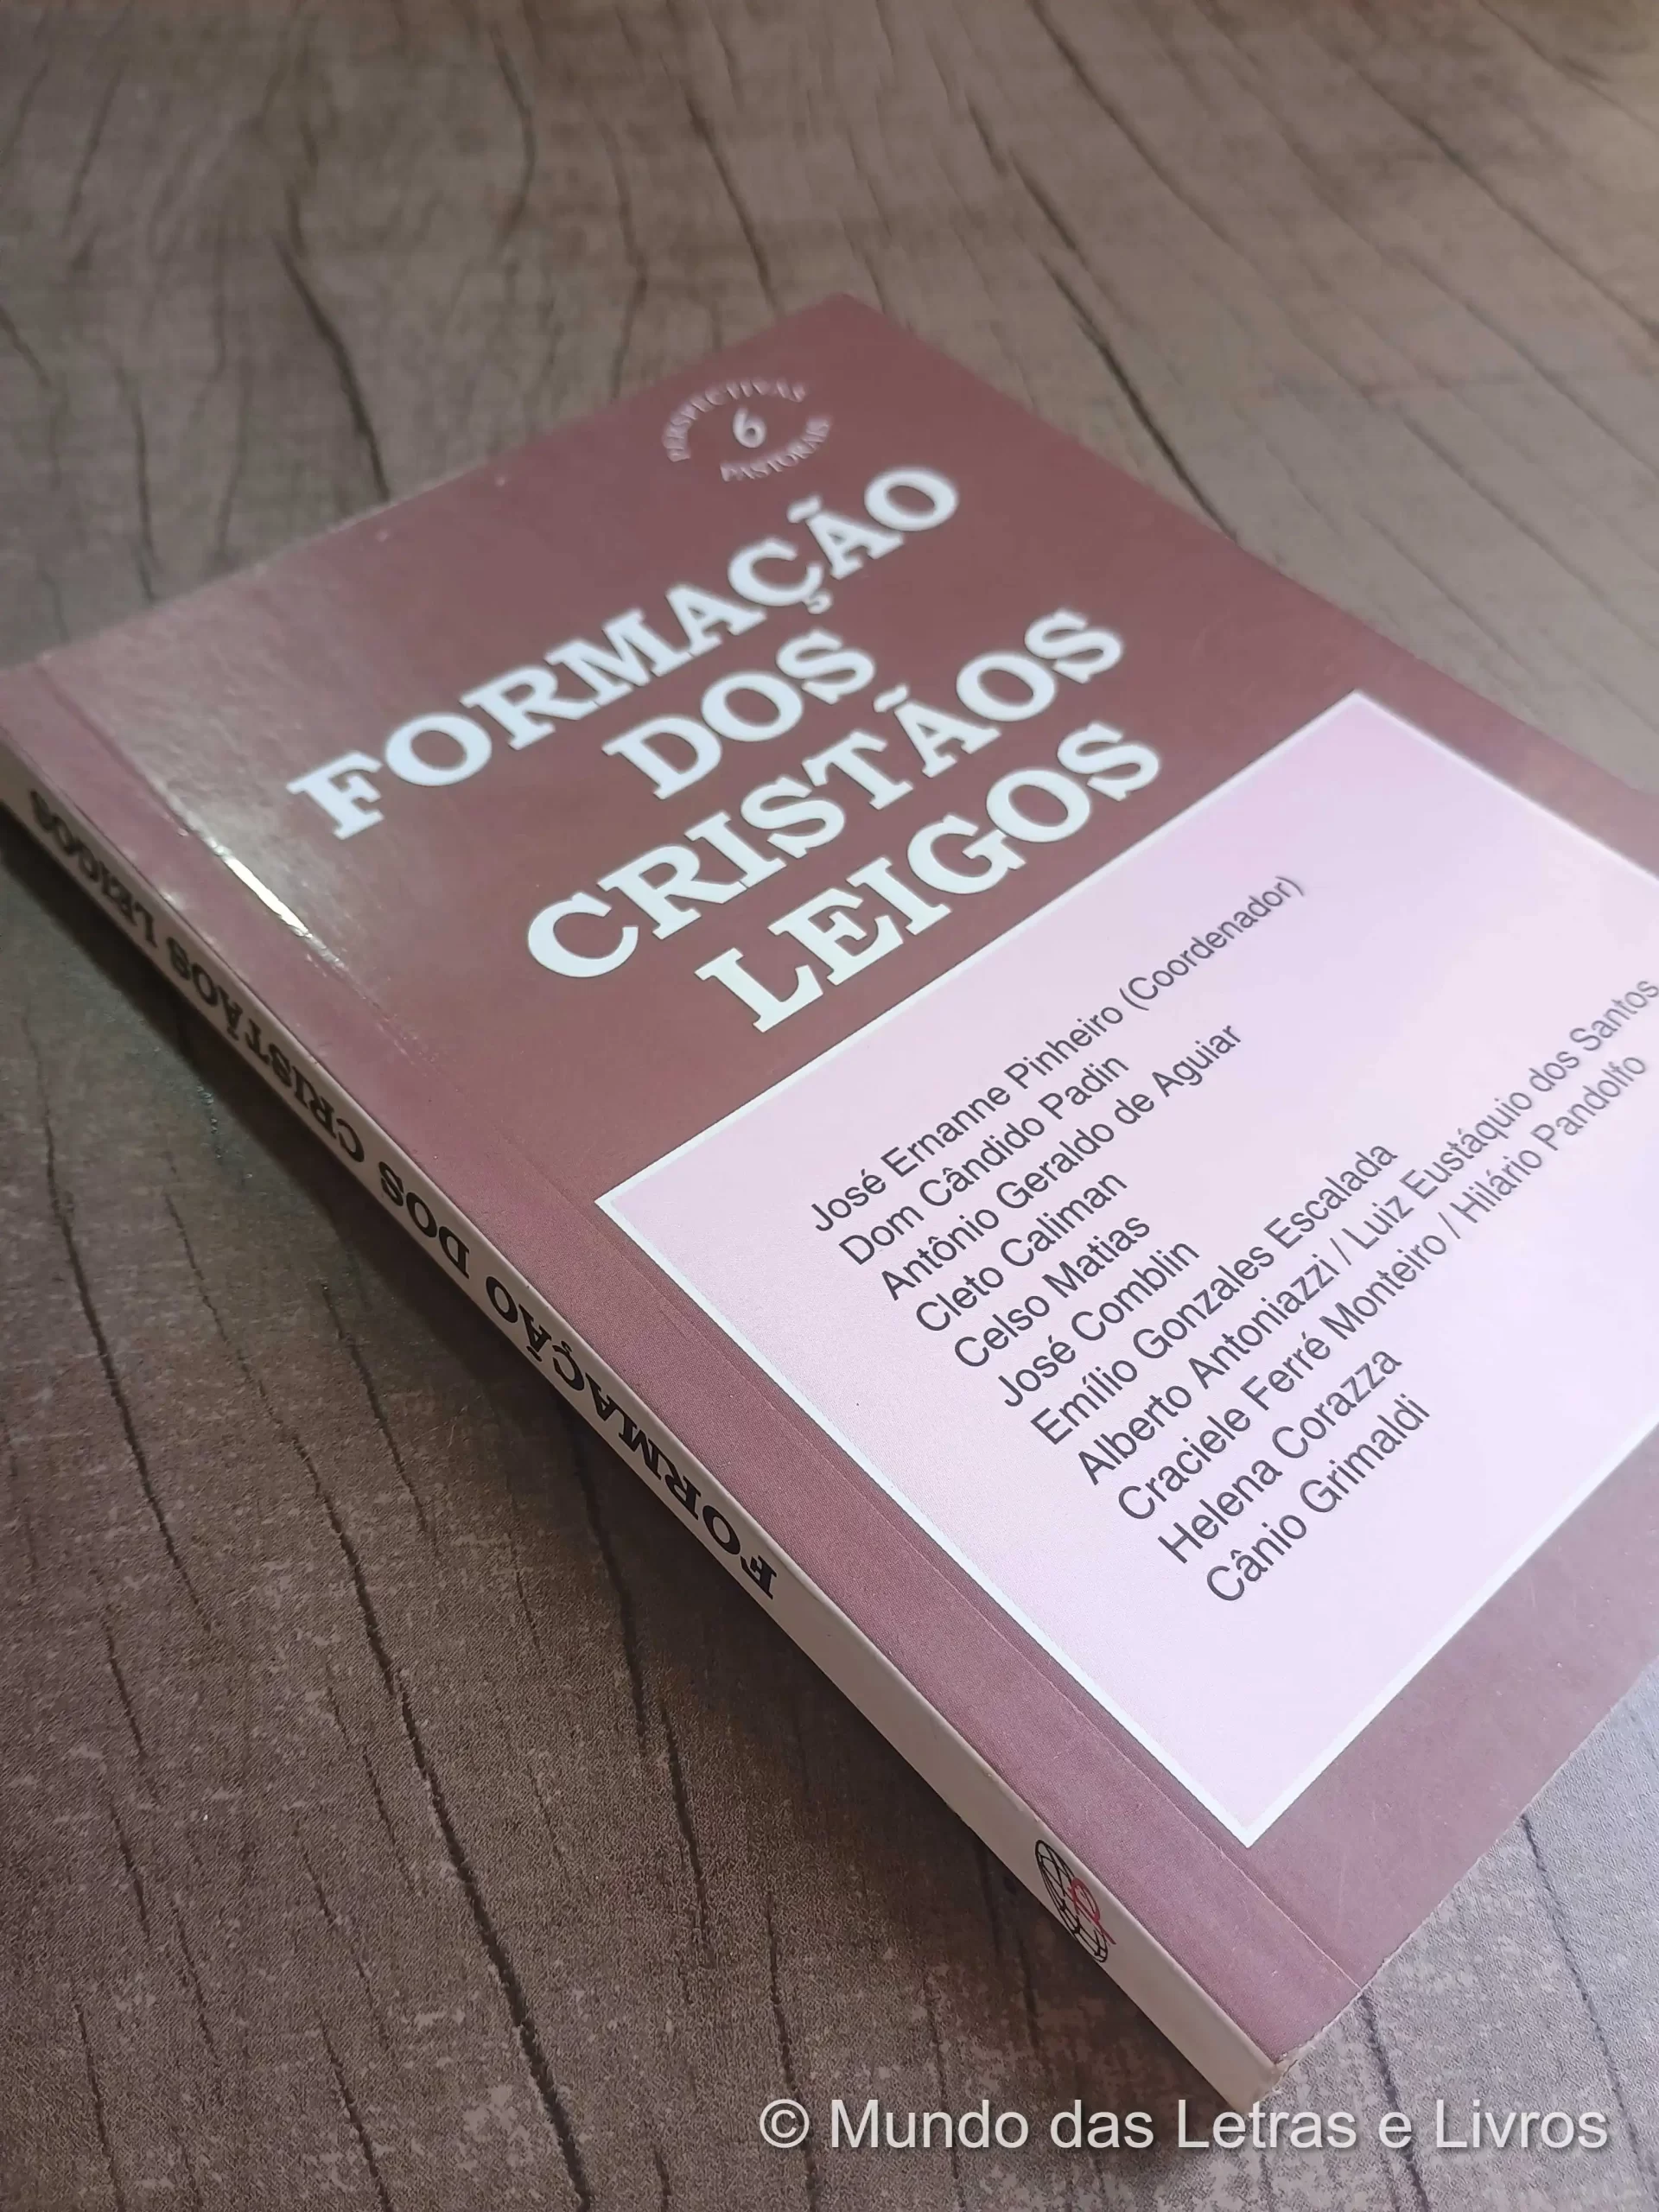 PERSPECTIVAS
6
PASTORAIS
FORMAÇÃO
DOS
CRISTÃOS
LEIGOS
José Ernanne Pinheiro (Coordenador)
Dom Cândido Padin
Antônio Geraldo de Aguiar
Cleto Caliman
Celso Matias
José Comblin
Emílio Gonzales Escalada
Alberto Antoniazzi / Luiz Eustáquio dos Santos
Craciele Ferré Monteiro / Hilário Pandolfo
Helena Corazza
Cânio Grimaldi
FORMAÇÃO DOS CRISTÃOS LEIGOS
© Mundo das Letras e Livros